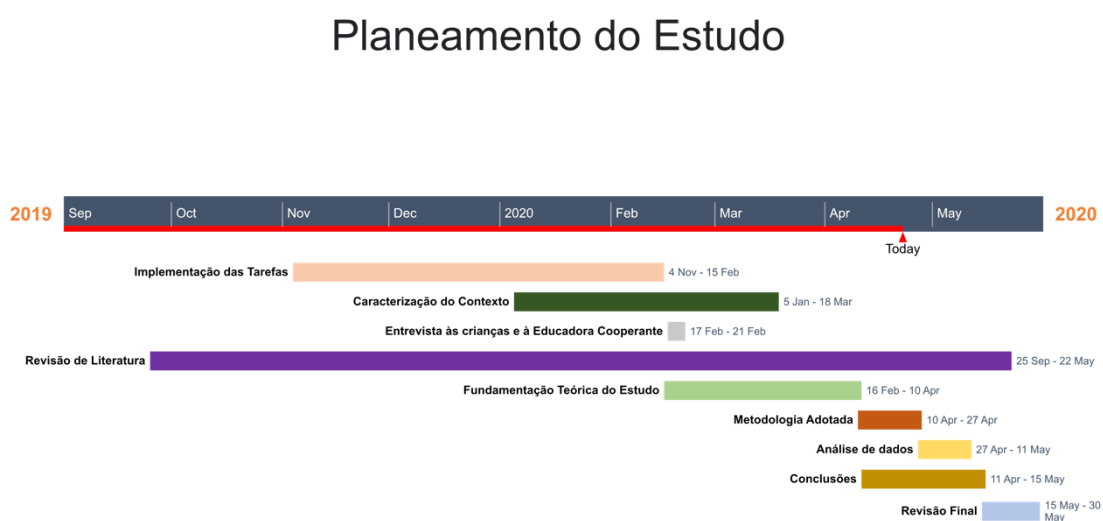 Planeamento do Estudo
2019 Sep Oct Nov Dec 2020 Feb Mar Apr May 2020
Today
Implementação das Tarefas 4 Nov - 15 Feb
Caracterização do Contexto 5 Jan - 18 Mar
Entrevista às crianças e à Educadora Cooperante 17 Feb - 21 Feb
Revisão de Literatura 25 Sep - 22 May
Fundamentação Teórica do Estudo 16 Feb - 10 Apr
Metodologia Adotada 10 Apr - 27 Apr
Análise de dados 27 Apr - 11 May
Conclusões 11 Apr - 15 May
Revisão Final 15 May - 30
May